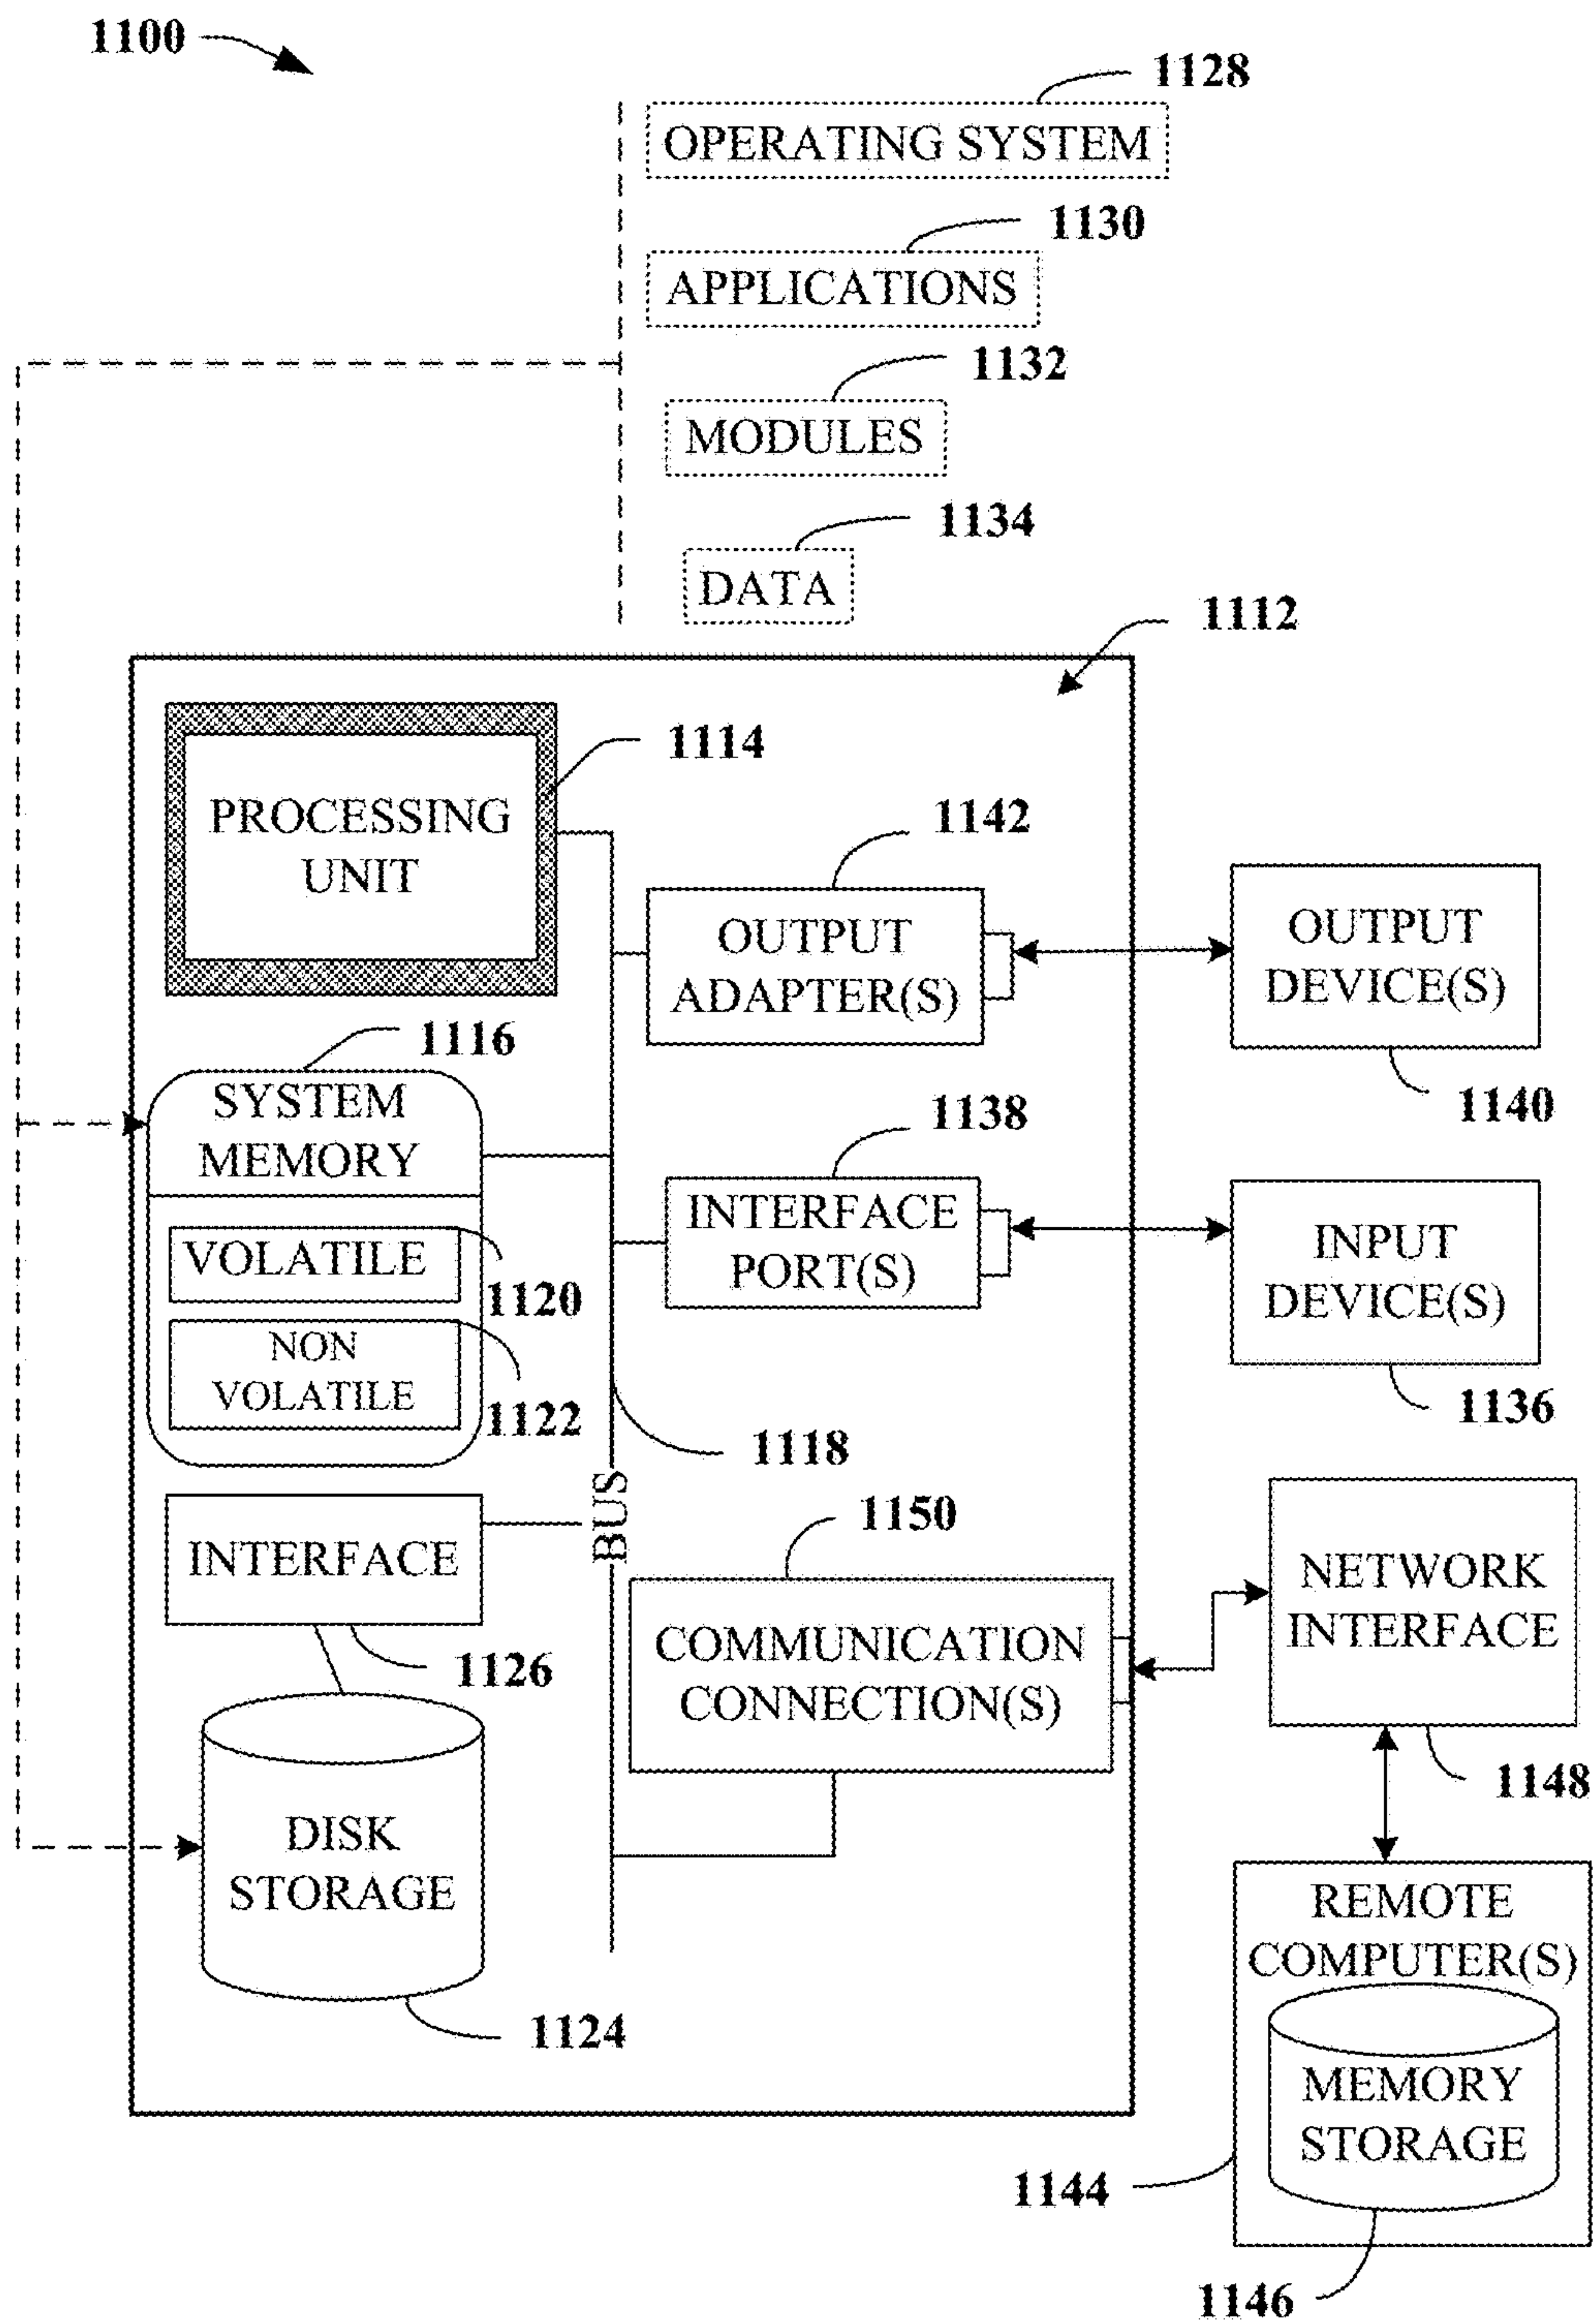 1100
1128
OPERATING SYSTEM
1130
APPLICATIONS
1132
MODULES
1134
DATA
1112
PROCESSING
UNIT
1114
1142
OUTPUT
ADAPTER(S)
OUTPUT
DEVICE(S)
1140
1116
SYSTEM
MEMORY
VOLATILE
1120
NON
VOLATILE
1122
1138
INTERFACE
PORT(S)
INPUT
DEVICE(S)
1136
1118
BUS
INTERFACE
1126
1150
COMMUNICATION
CONNECTION(S)
NETWORK
INTERFACE
1148
DISK
STORAGE
1124
REMOTE
COMPUTER(S)
MEMORY
STORAGE
1144
1146